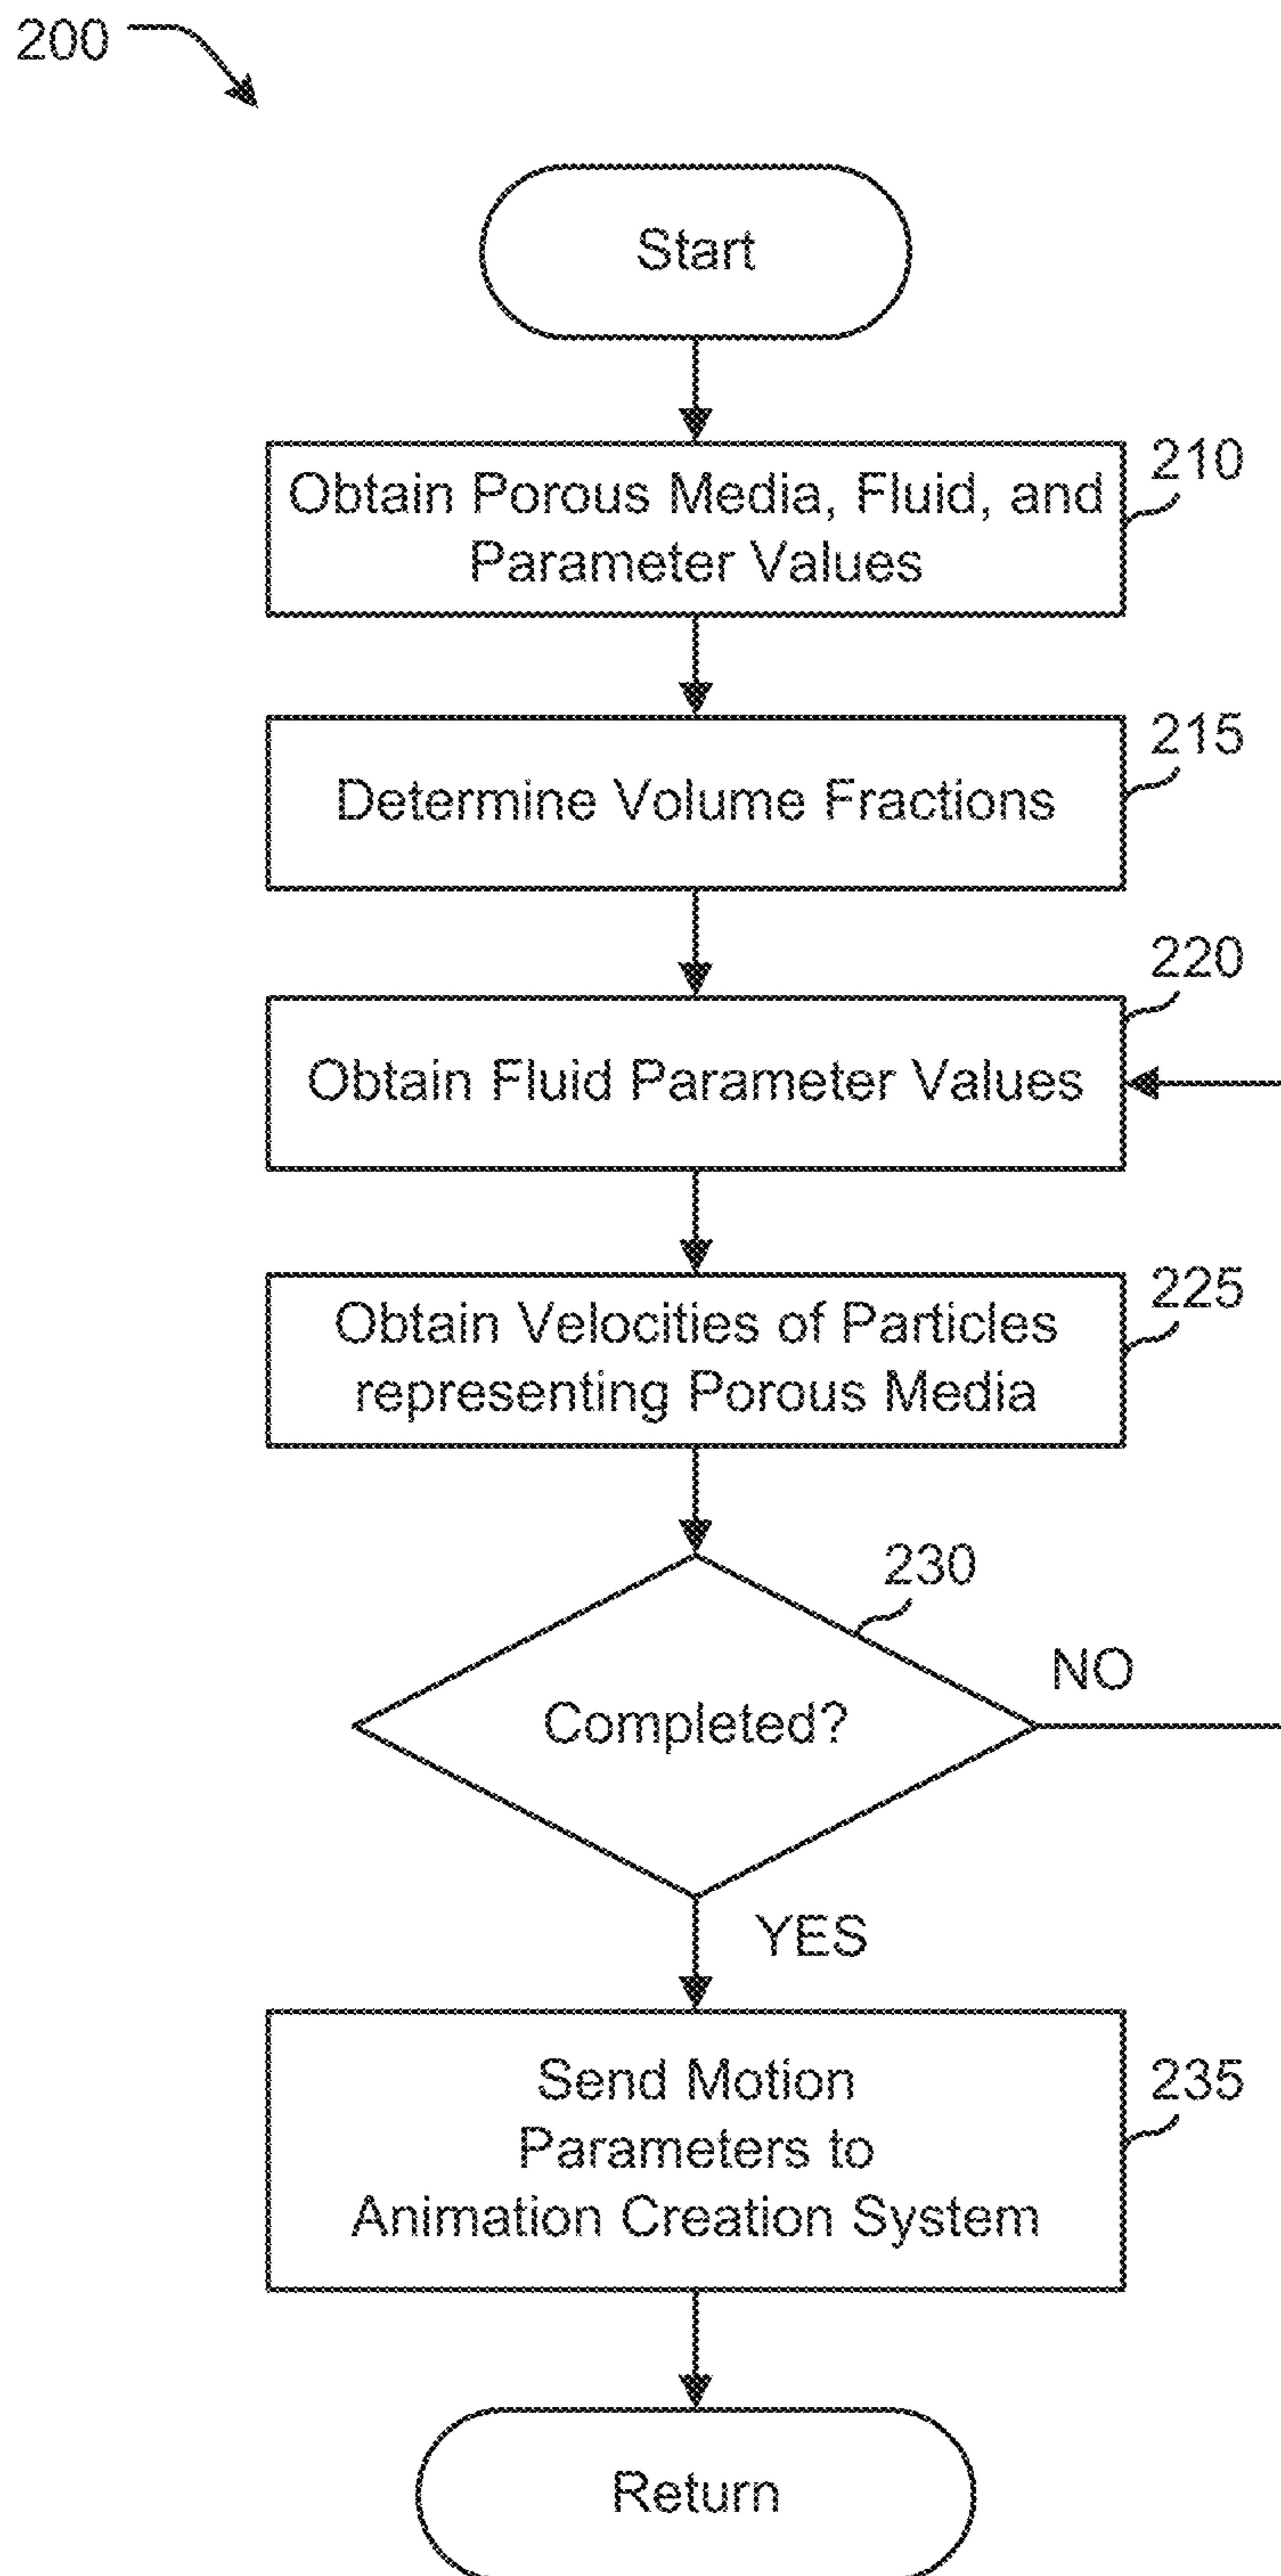 200
Start
210
Obtain Porous Media, Fluid, and
Parameter Values
215
Determine Volume Fractions
220
Obtain Fluid Parameter Values
225
Obtain Velocities of Particles
representing Porous Media
230
NO
Completed?
YES
235
Send Motion
Parameters to
Animation Creation System
Return